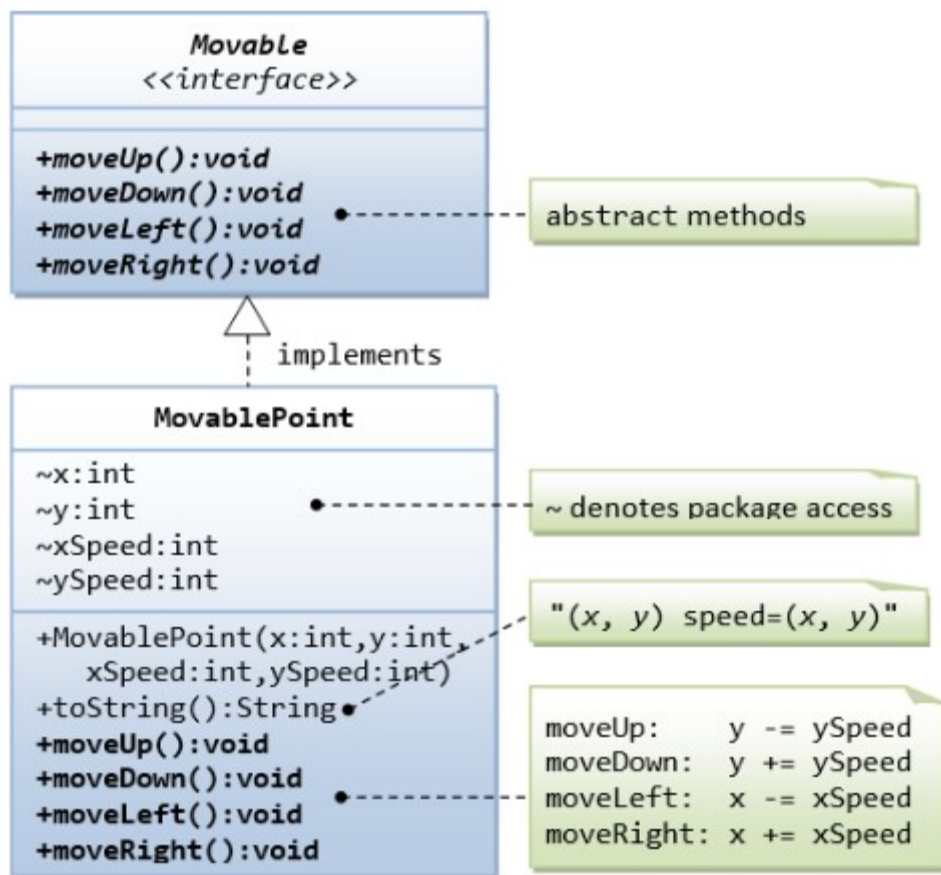 Movable
<<interface>>
+moveUp():void
+moveDown():void
+moveLeft():void
+moveRight():void
abstract methods
implements
MovablePoint
~x:int
~y:int
~xSpeed:int
~ySpeed:int
~ denotes package access
+MovablePoint(x:int,y:int,
xSpeed:int,ySpeed:int)
+toString():String
+moveUp():void
+moveDown():void
+moveLeft():void
+moveRight():void
"(x, y) speed=(x, y)"
moveUp: y -= ySpeed
moveDown: y += ySpeed
moveLeft: x -= xSpeed
moveRight: x += xSpeed